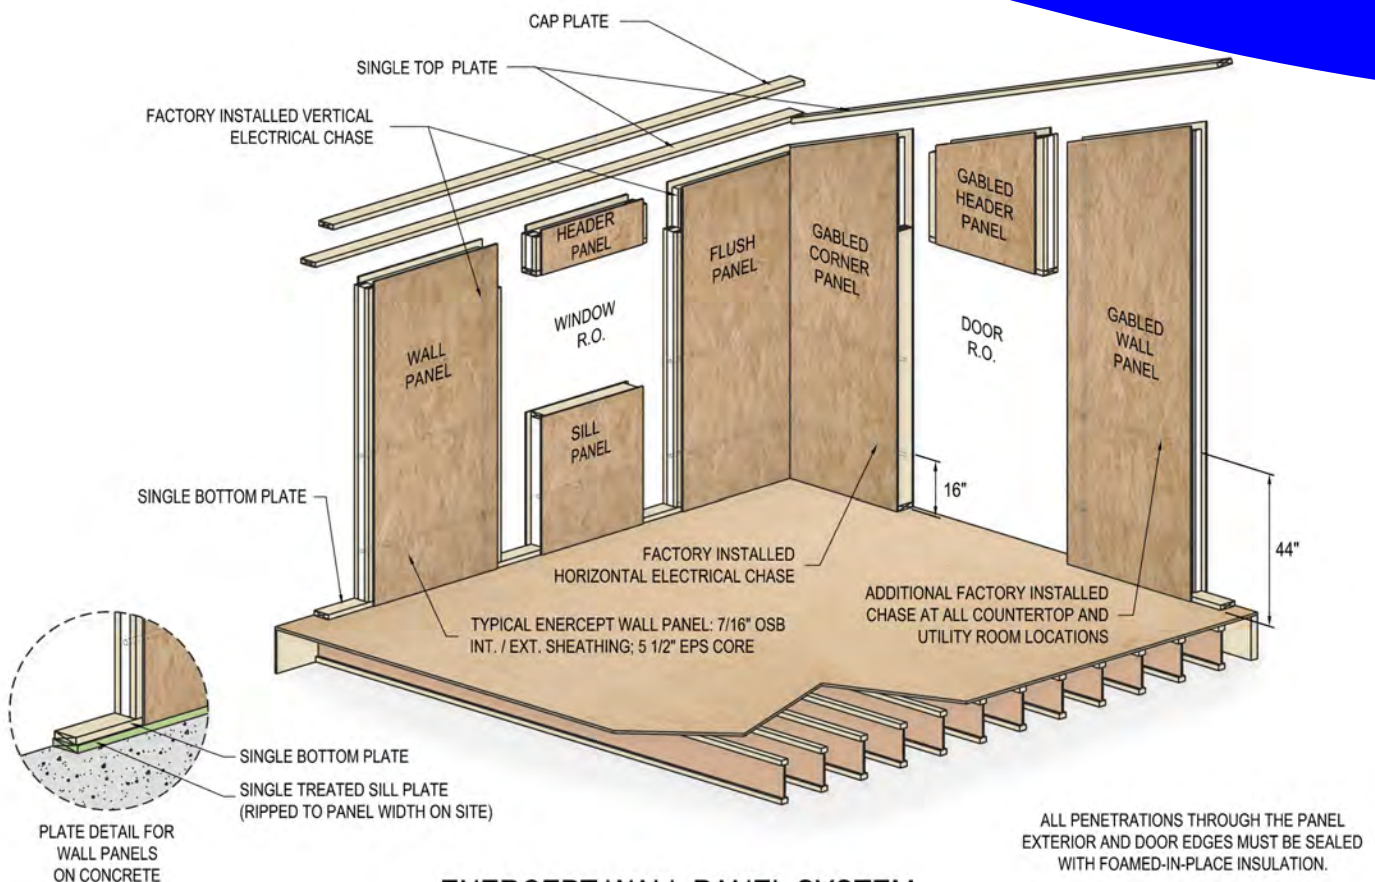 CAP PLATE
SINGLE TOP PLATE
FACTORY INSTALLED VERTICAL
ELECTRICAL CHASE
HEADER
PANEL
FLUSH
PANEL
GABLED
CORNER
PANEL
GABLED
HEADER
PANEL
WINDOW
R.O.
DOOR
R.O.
GABLED
WALL
PANEL
WALL
PANEL
SILL
PANEL
SINGLE BOTTOM PLATE
16"
44"
FACTORY INSTALLED
HORIZONTAL ELECTRICAL CHASE
ADDITIONAL FACTORY INSTALLED
CHASE AT ALL COUNTERTOP AND
UTILITY ROOM LOCATIONS
TYPICAL ENERCEPT WALL PANEL: 7/16" OSB
INT. / EXT. SHEATHING; 5 1/2" EPS CORE
SINGLE BOTTOM PLATE
SINGLE TREATED SILL PLATE
(RIPPED TO PANEL WIDTH ON SITE)
PLATE DETAIL FOR
WALL PANELS
ON CONCRETE
ALL PENETRATIONS THROUGH THE PANEL
EXTERIOR AND DOOR EDGES MUST BE SEALED
WITH FOAMED-IN-PLACE INSULATION.
ENERCEPT WALL PANEL SYSTEM